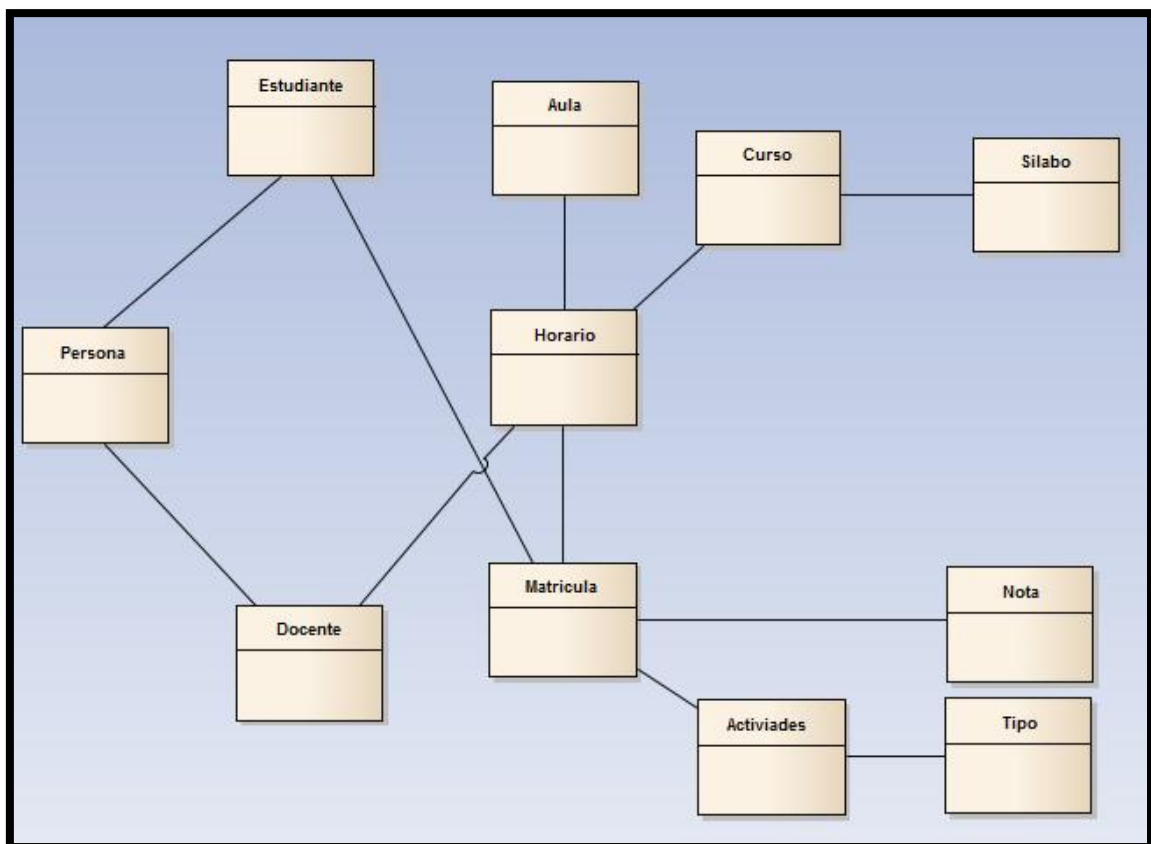 Estudiante
Aula
Curso
Silabo
Horario
Persona
Matricula
Nota
Docente
Activiades
Tipo